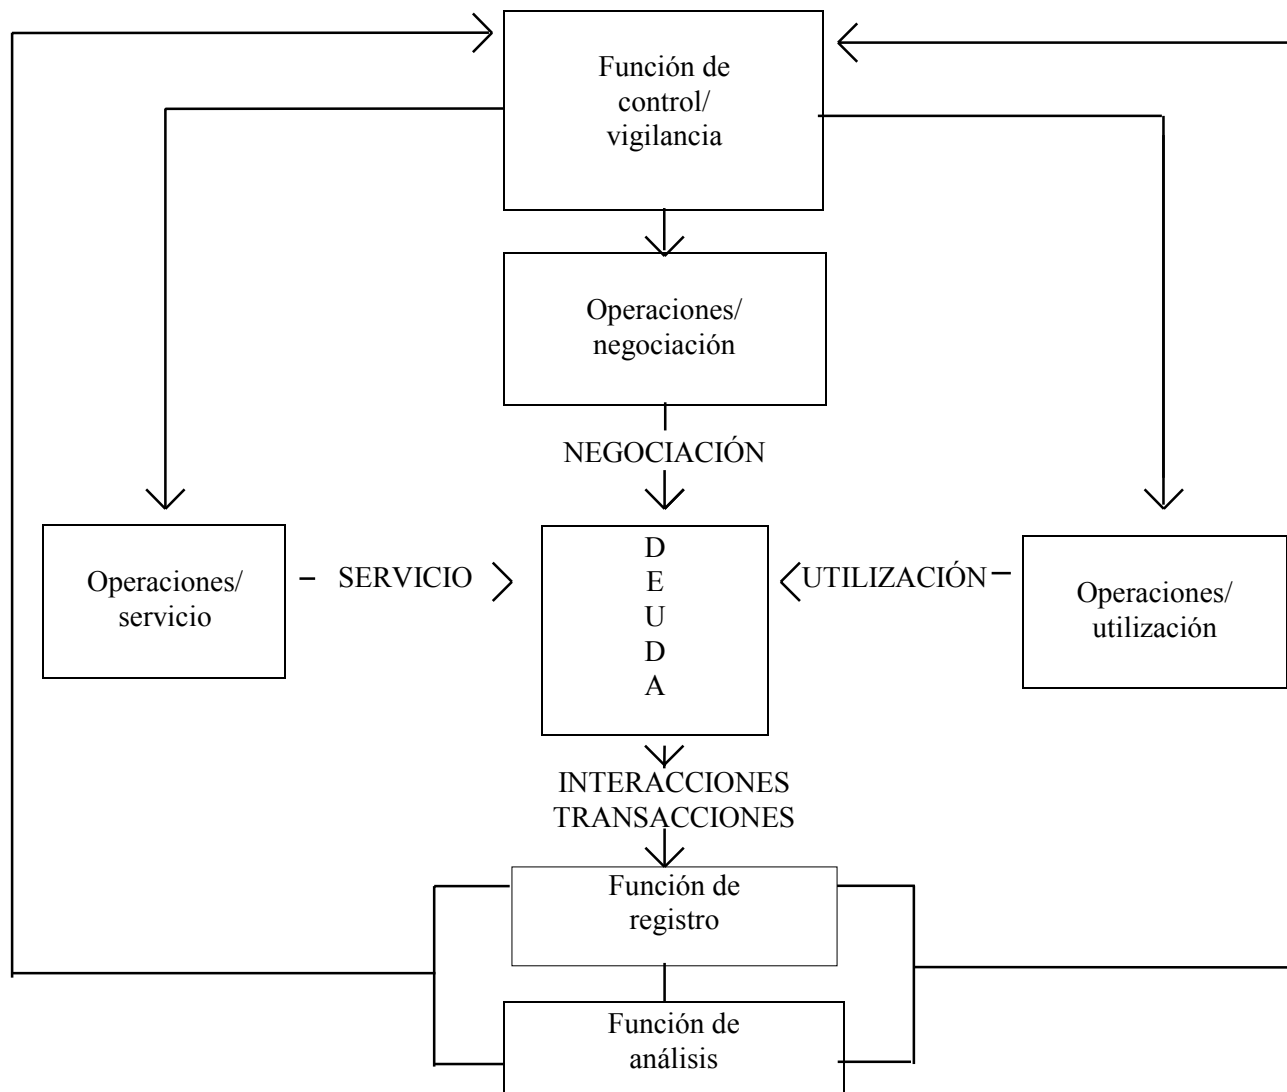 Función de
control/
vigilancia
Operaciones/
negociación
NEGOCIACIÓN
Operaciones/
servicio
SERVICIO
D
E
U
D
A
UTILIZACIÓN
Operaciones/
utilización
INTERACCIONES
TRANSACCIONES
Función de
registro
Función de
análisis